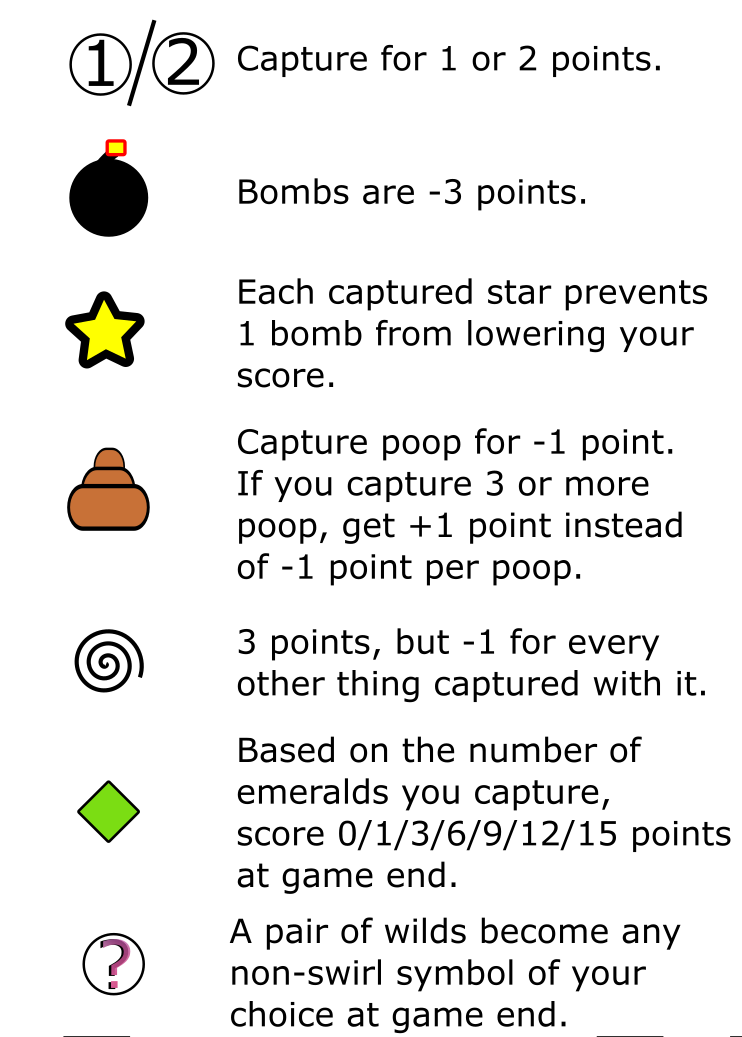 1/2 Capture for 1 or 2 points.
Bombs are -3 points.
Each captured star prevents
1 bomb from lowering your
score.
Capture poop for -1 point.
If you capture 3 or more
poop, get +1 point instead
of -1 point per poop.
3 points, but -1 for every
other thing captured with it.
Based on the number of
emeralds you capture,
score 0/1/3/6/9/12/15 points
at game end.
A pair of wilds become any
? non-swirl symbol of your
choice at game end.